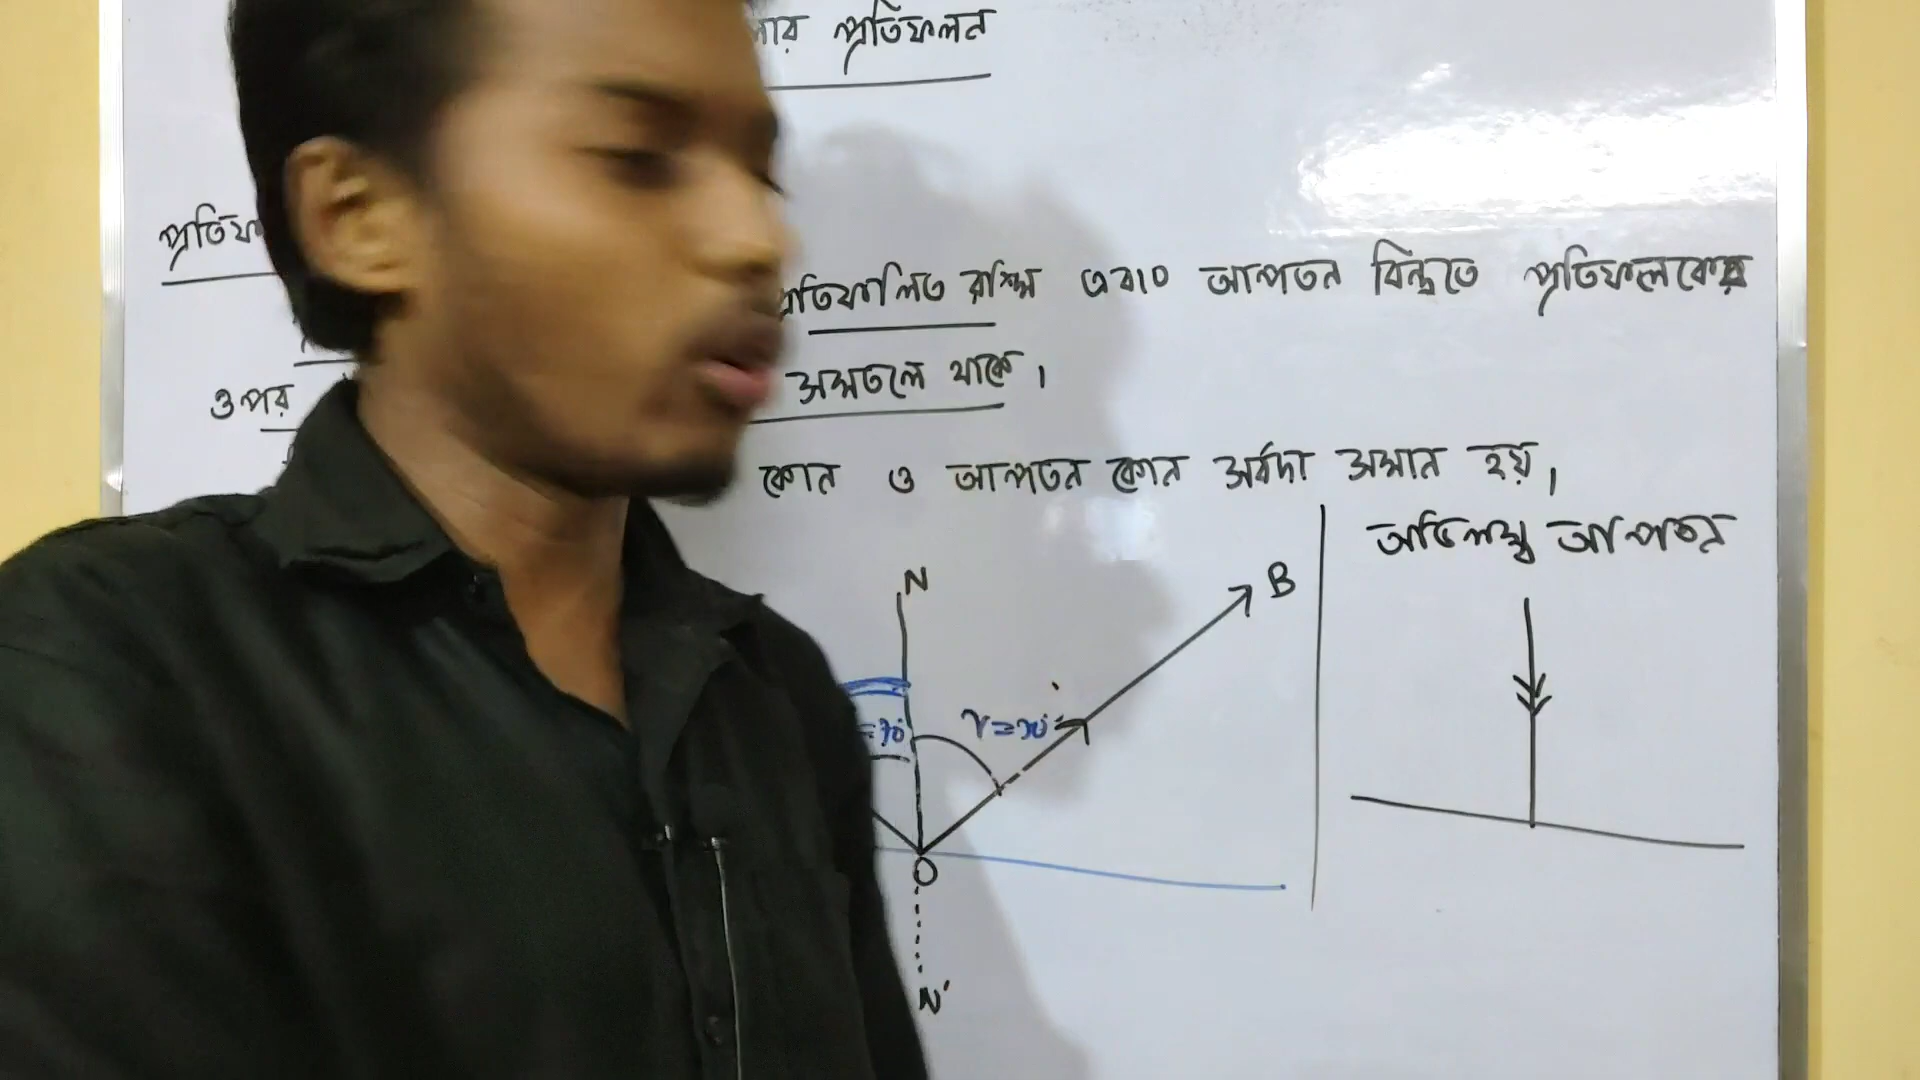 প্রতিফলন
প্রতিফলিত রশ্মি এবং আপতন বিন্দুতে প্রতিফলকের
ওপর সমতলে থাকে।
কোন ও আপতন কোন সর্বদা সমান হয়।
অভিলম্ব আপতন
N
B
O
N'